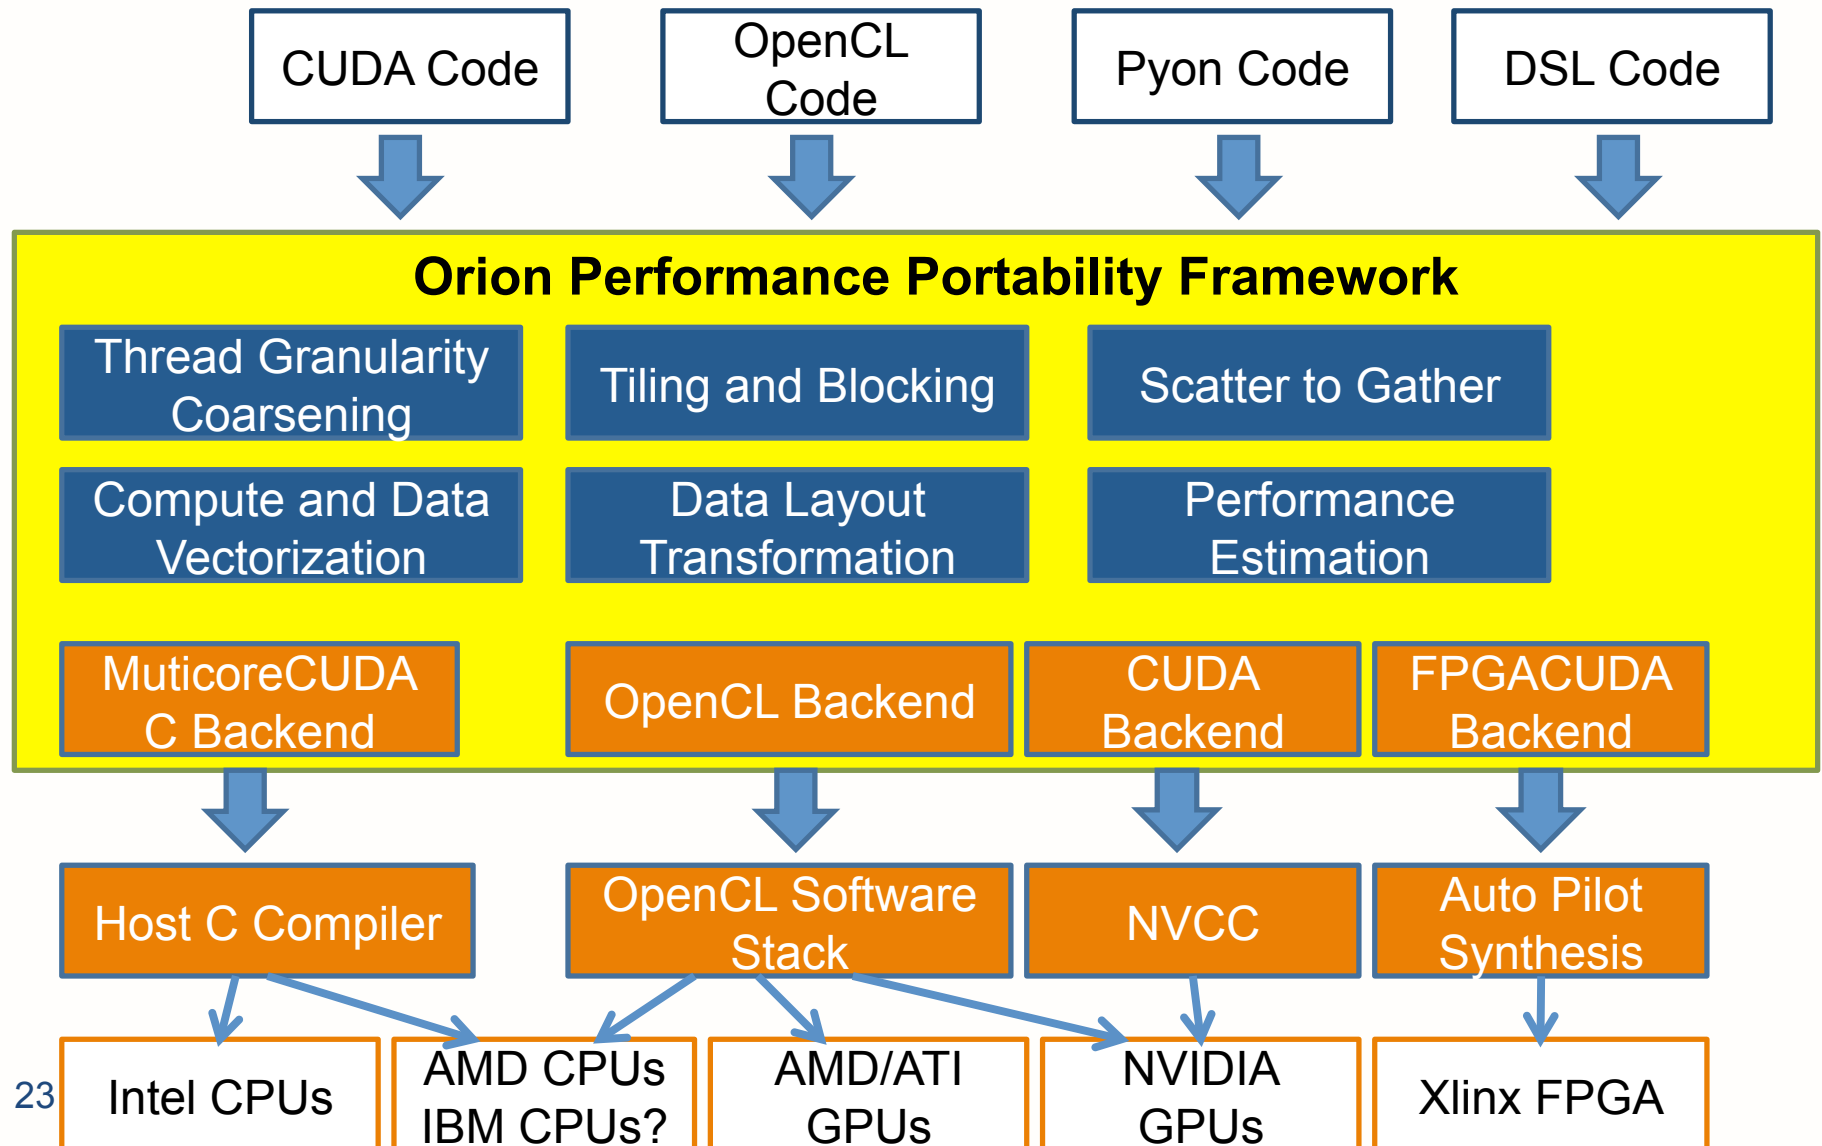 CUDA Code
OpenCL
Code
Pyon Code
DSL Code
Orion Performance Portability Framework
Thread Granularity
Coarsening
Tiling and Blocking
Scatter to Gather
Compute and Data
Vectorization
Data Layout
Transformation
Performance
Estimation
MuticoreCUDA
C Backend
OpenCL Backend
CUDA
Backend
FPGACUDA
Backend
Host C Compiler
OpenCL Software
Stack
NVCC
Auto Pilot
Synthesis
23
Intel CPUs
AMD CPUs
IBM CPUs?
AMD/ATI
GPUs
NVIDIA
GPUs
Xlinx FPGA